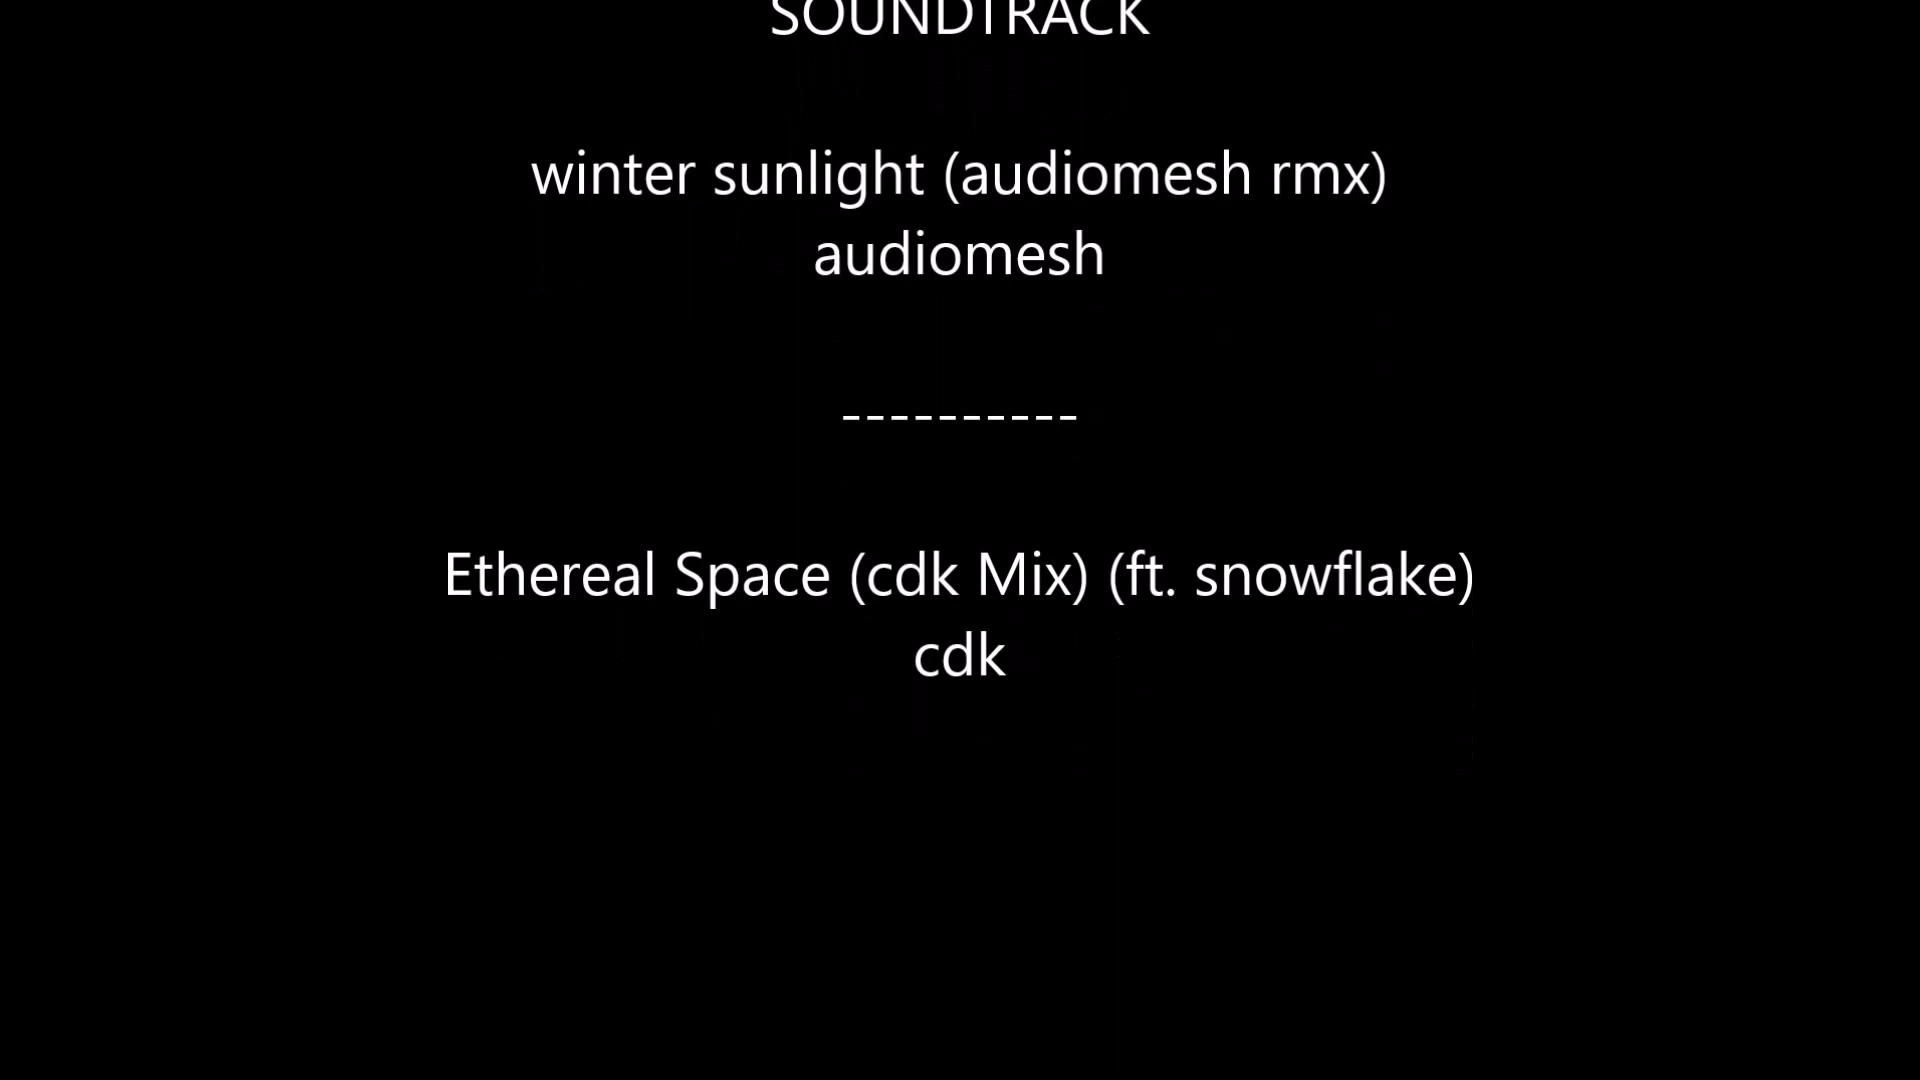 SOUNDTRACK
winter sunlight (audiomesh rmx)
audiomesh
----------
Ethereal Space (cdk Mix) (ft. snowflake)
cdk